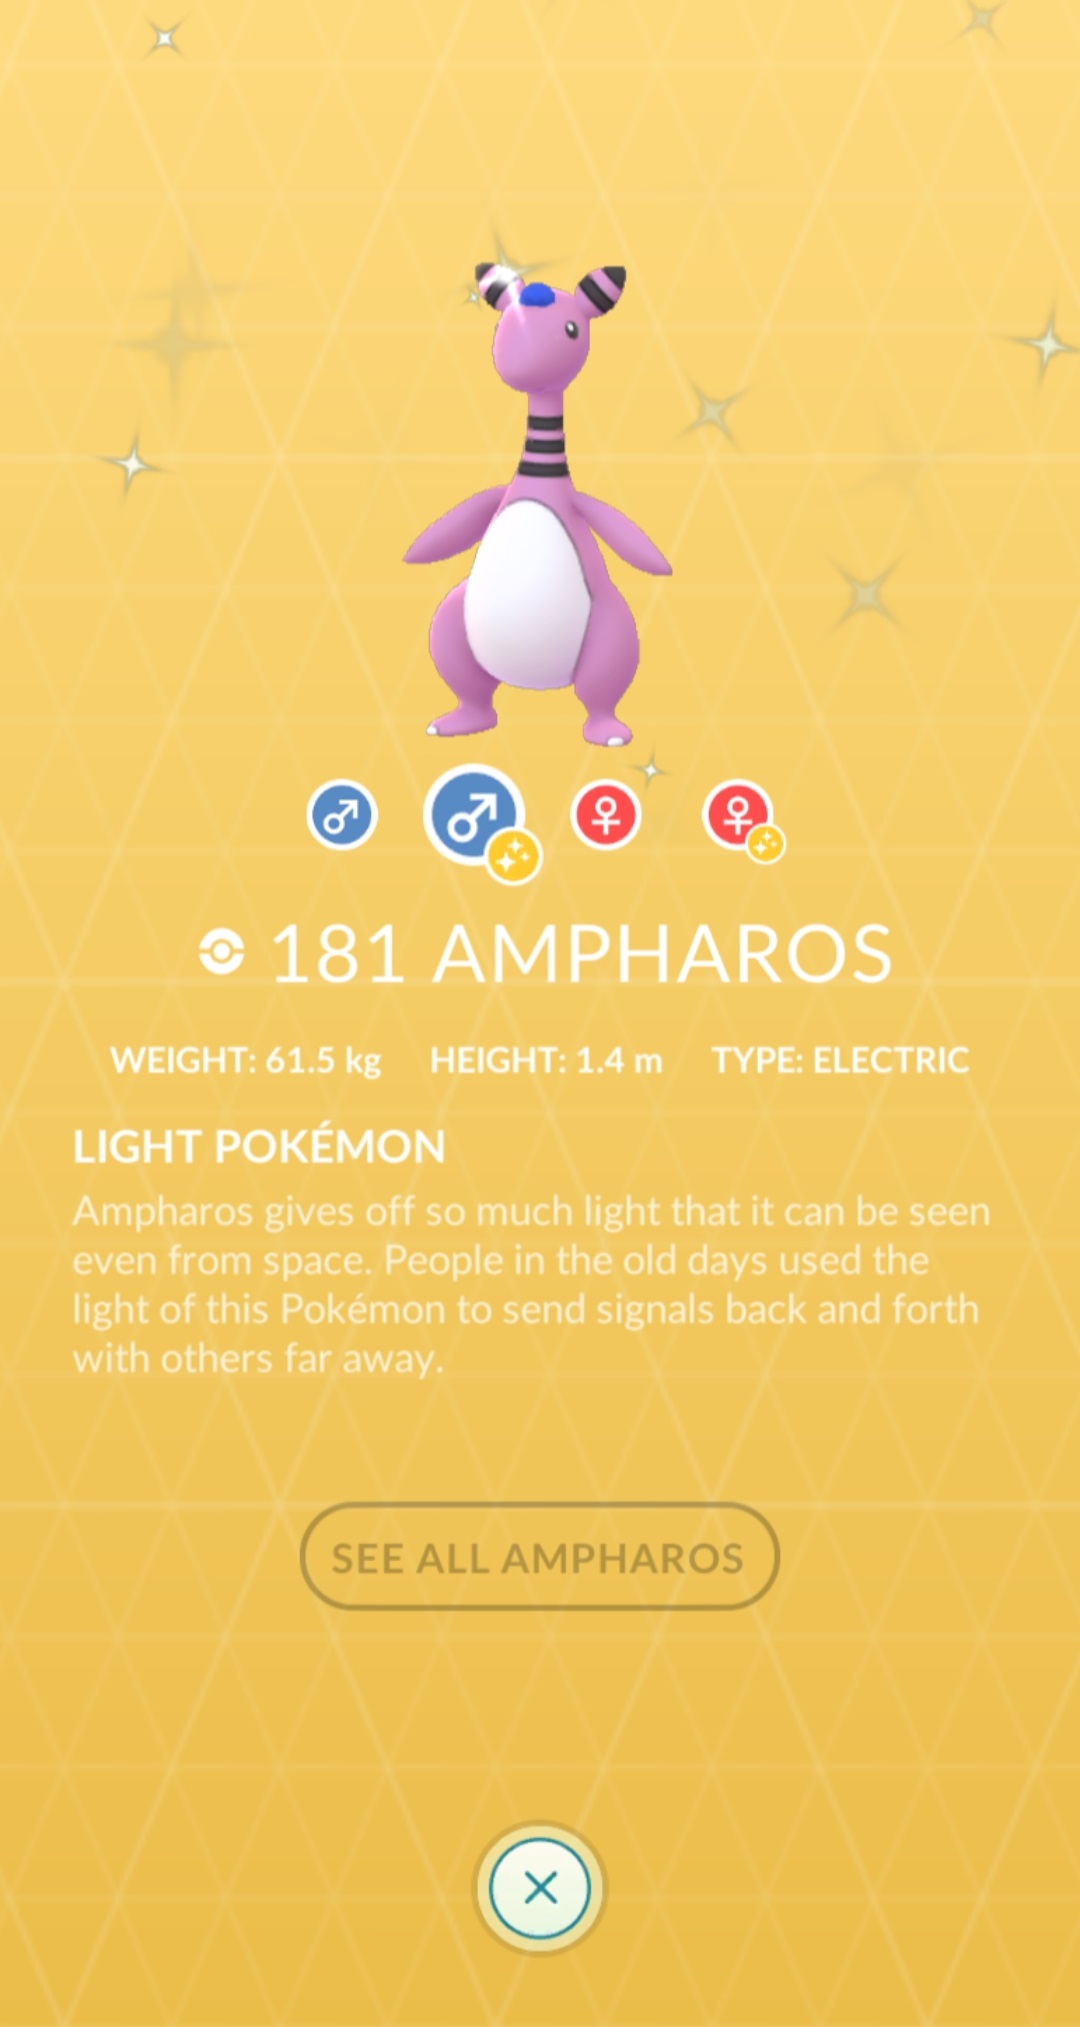 181 AMPHAROS
WEIGHT: 61.5 kg HEIGHT: 1.4 m TYPE: ELECTRIC
LIGHT POKÉMON
Ampharos gives off so much light that it can be seen
even from space. People in the old days used the
light of this Pokémon to send signals back and forth
with others far away.
SEE ALL AMPHAROS